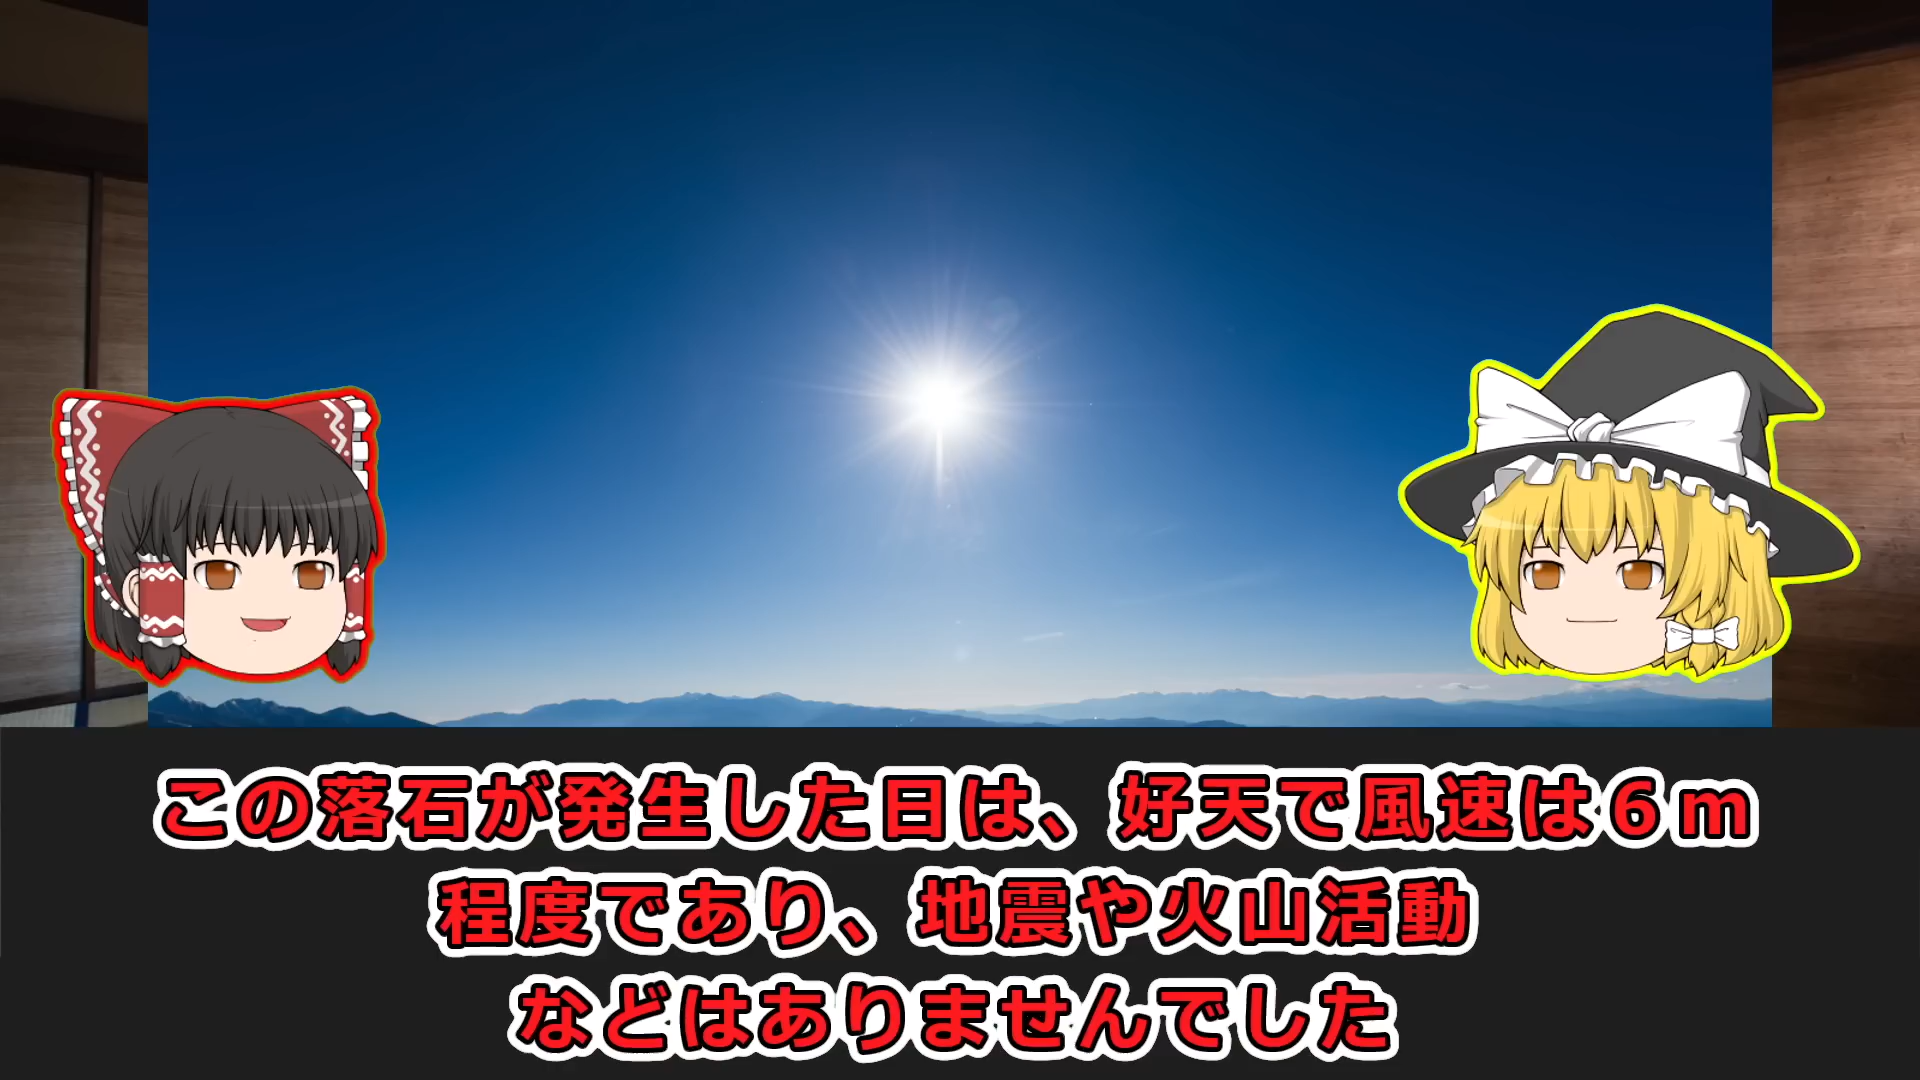 この落石が発生した日は、好天で風速は６ｍ
程度であり、地震や火山活動
などはありませんでした